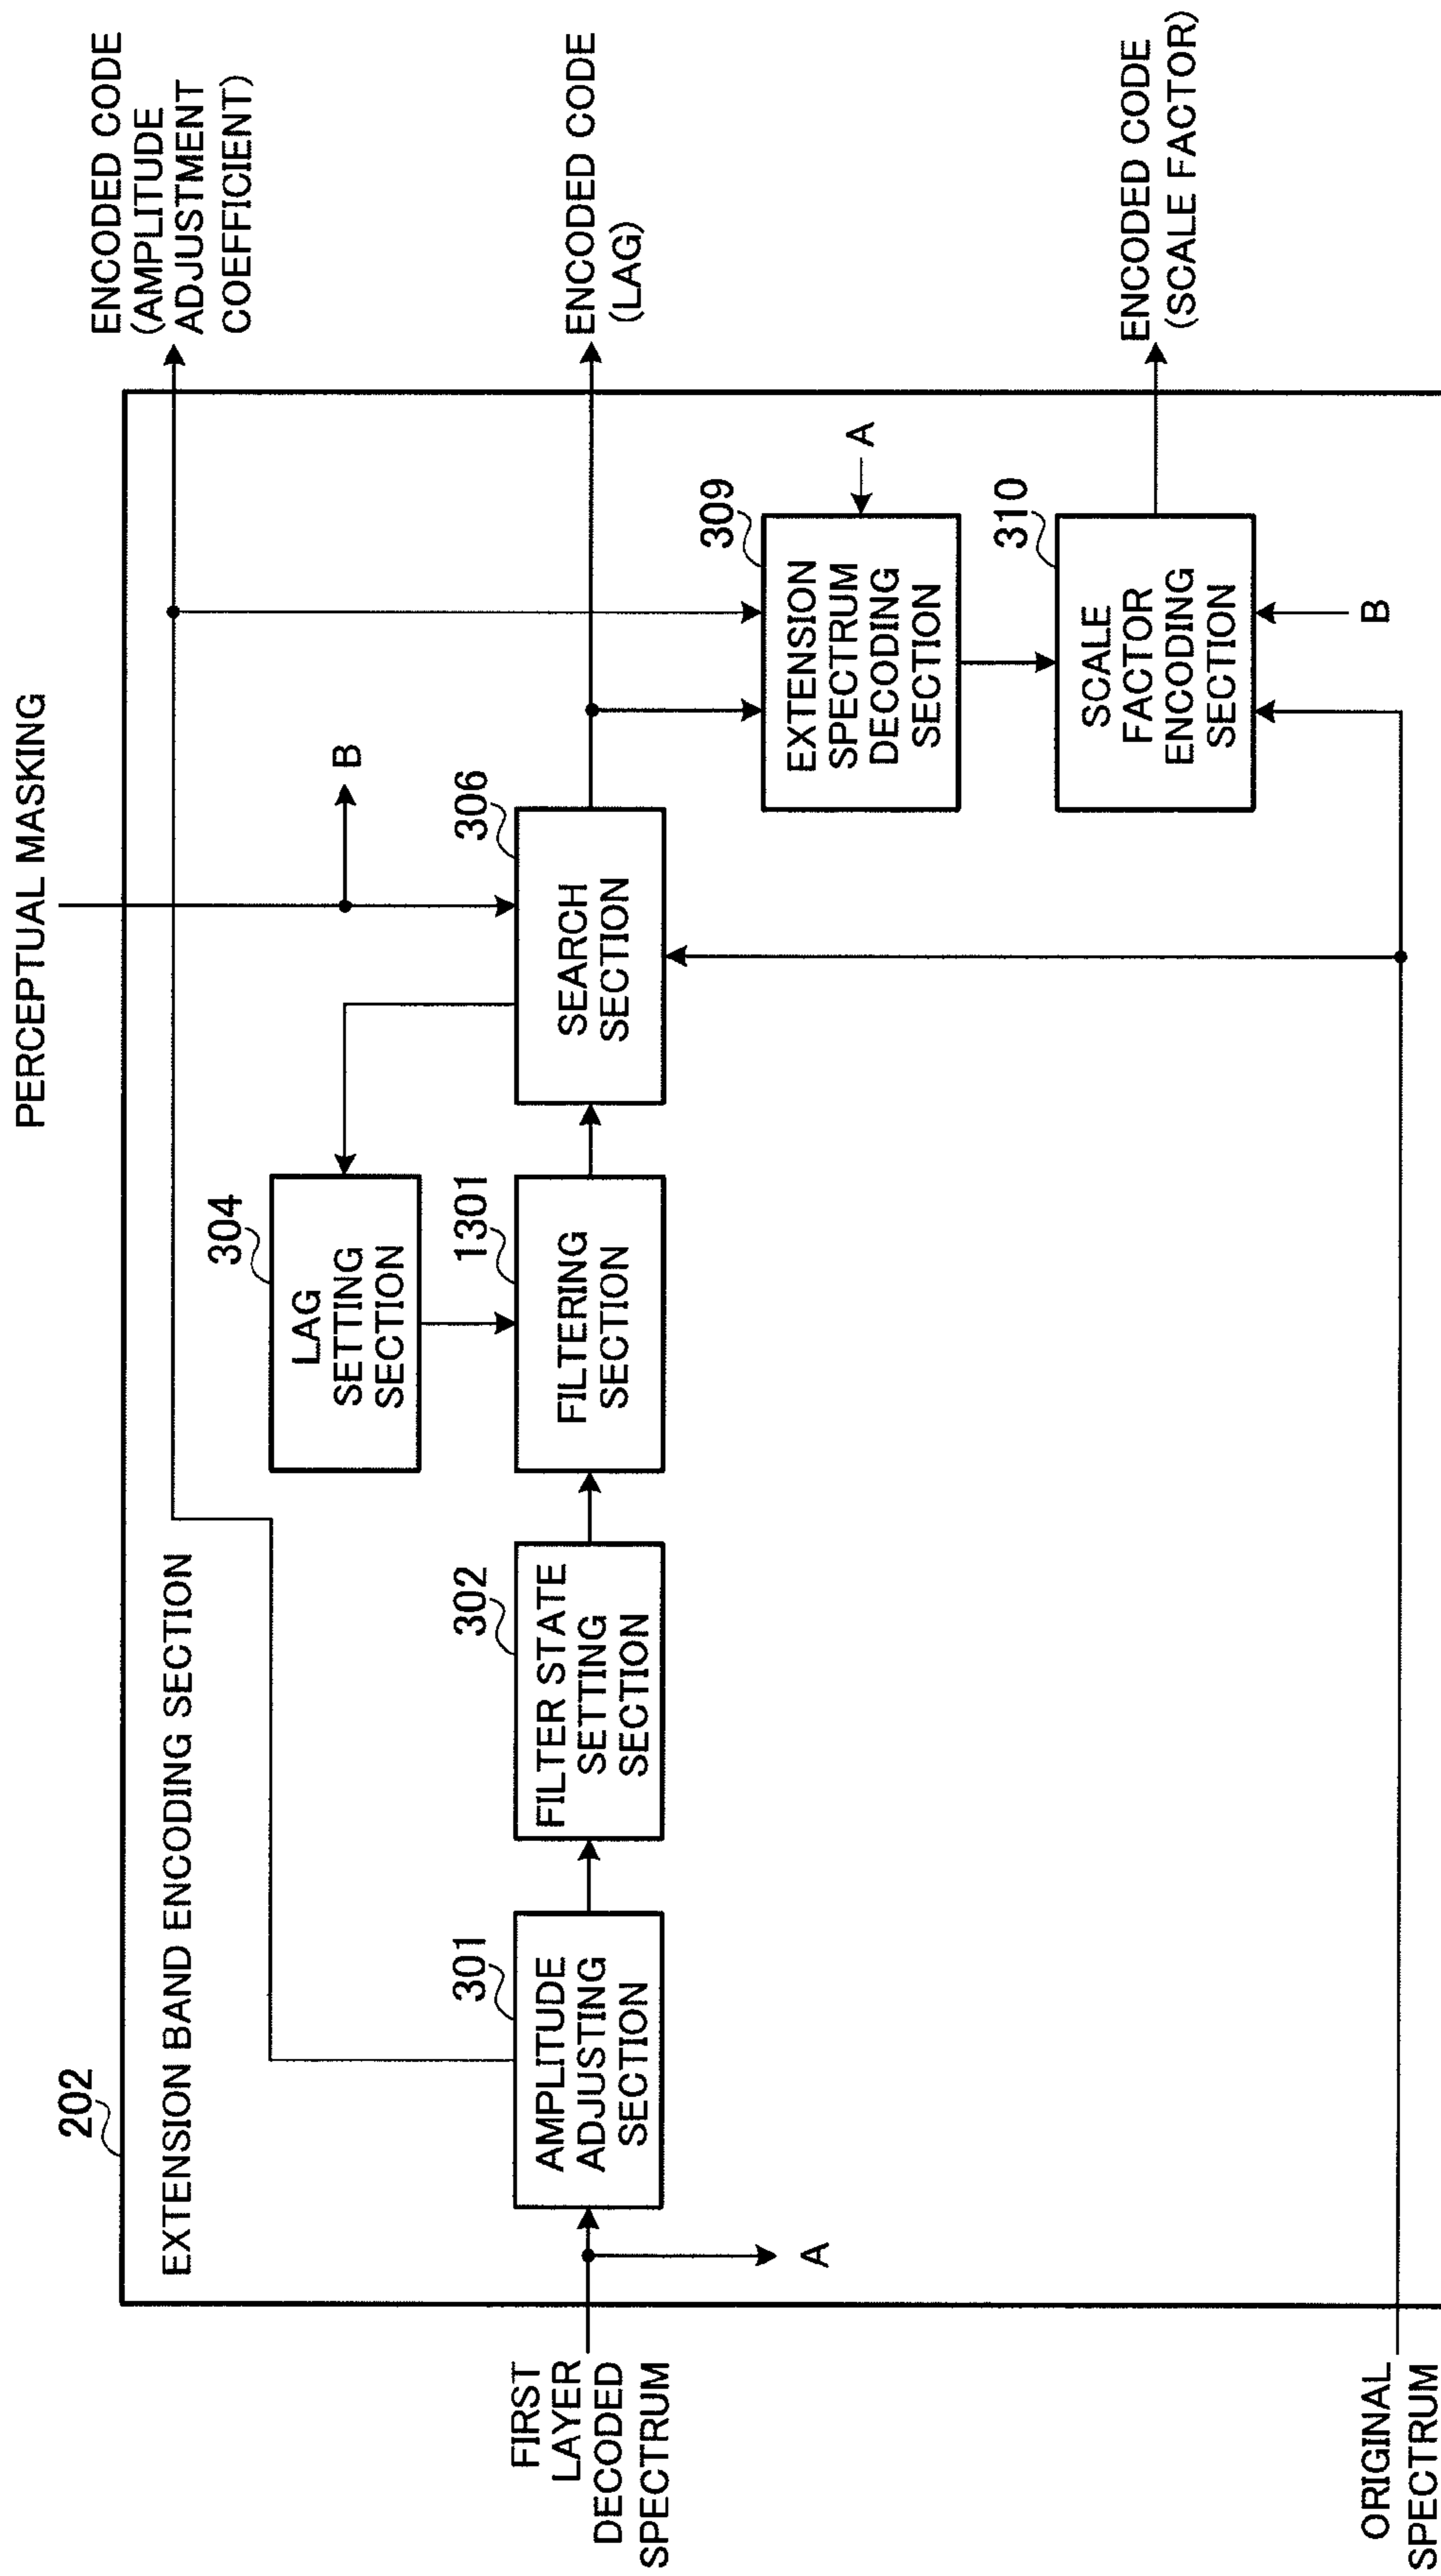 PERCEPTUAL MASKING
202
EXTENSION BAND ENCODING SECTION
ENCODED CODE
(AMPLITUDE
ADJUSTMENT
COEFFICIENT)
304
LAG
SETTING
SECTION
B
FIRST
LAYER
DECODED
SPECTRUM
301
AMPLITUDE
ADJUSTING
SECTION
302
FILTER STATE
SETTING
SECTION
1301
FILTERING
SECTION
306
SEARCH
SECTION
ENCODED CODE
(LAG)
A
309
EXTENSION
SPECTRUM
DECODING
SECTION
A
310
SCALE
FACTOR
ENCODING
SECTION
ENCODED CODE
(SCALE FACTOR)
B
ORIGINAL
SPECTRUM